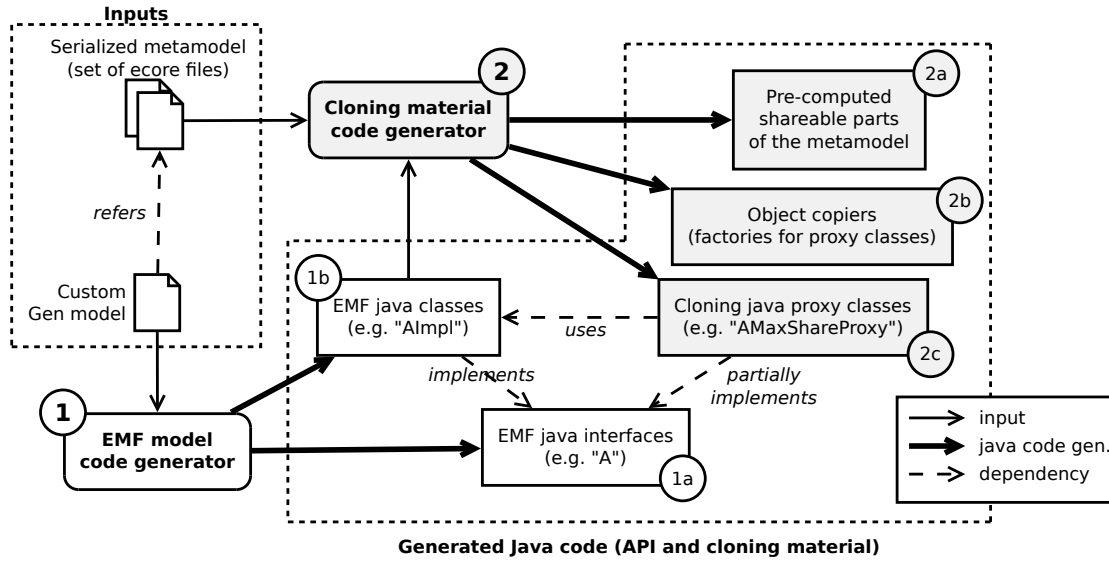 Inputs
Serialized metamodel
(set of ecore files)
2
Cloning material
code generator
2a
Pre-computed
shareable parts
of the metamodel
refers
2b
Object copiers
(factories for proxy classes)
Custom
Gen model
1b
EMF java classes
(e.g. "AImpl")
uses
Cloning java proxy classes
(e.g. "AMaxShareProxy")
2c
implements
partially
implements
1
EMF model
code generator
EMF java interfaces
(e.g. "A")
1a
input
java code gen.
dependency
Generated Java code (API and cloning material)